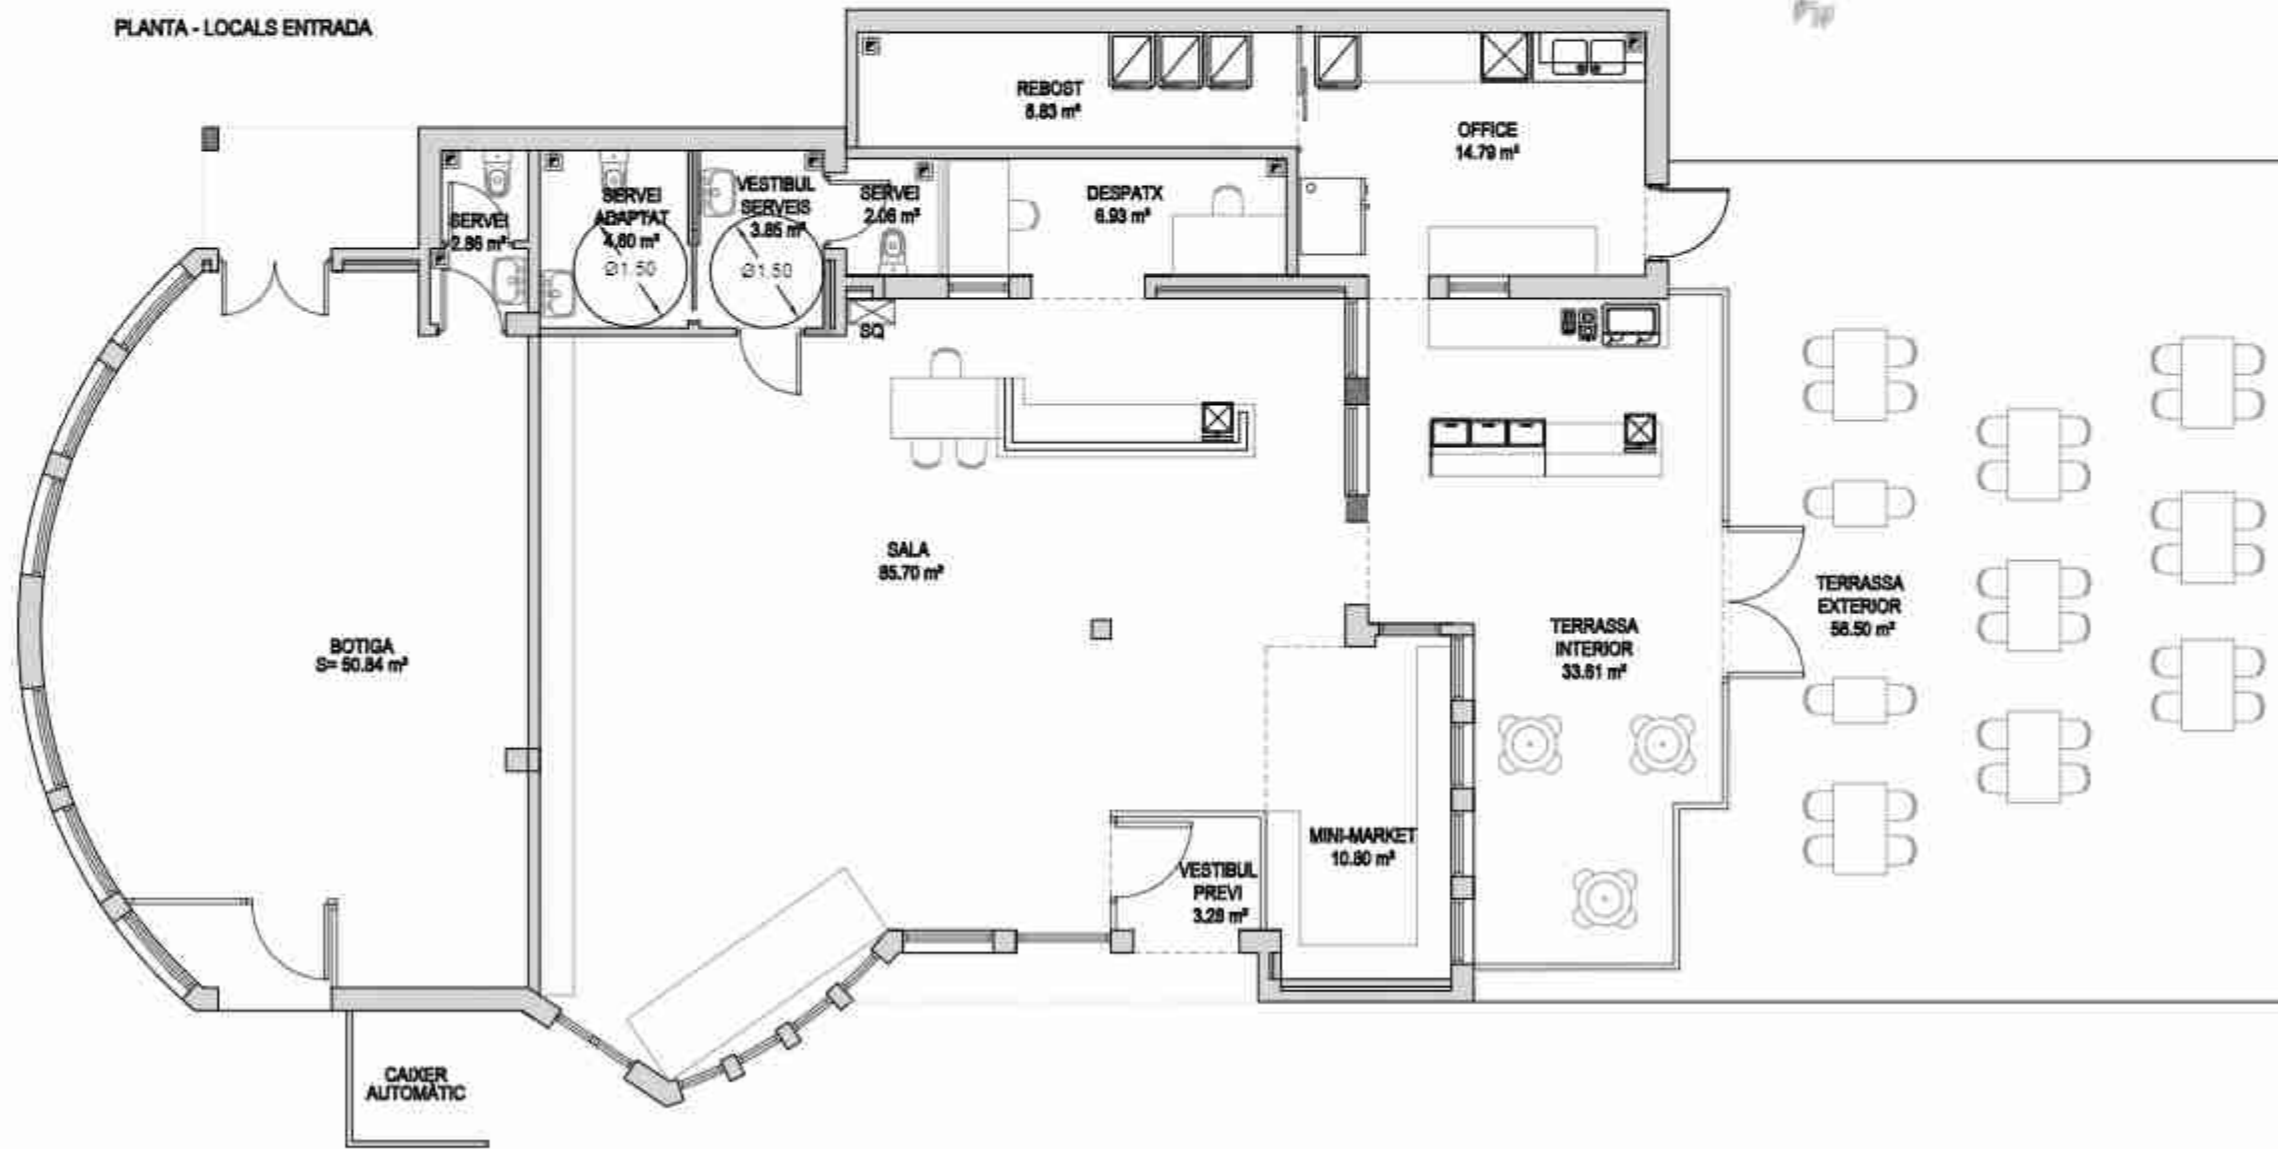 PLANTA - LOCALS ENTRADA
REBOST
8.83 m²
OFFICE
14.79 m²
SERVEI
2.86 m²
SERVEI
ADAPTAT
4.60 m²
Ø1.50
VESTIBUL
SERVEIS
3.85 m²
Ø1.50
SERVEI
2.06 m²
DESPATX
6.93 m²
SQ
SALA
85.70 m²
BOTIGA
S= 50.84 m²
TERRASSA
INTERIOR
33.61 m²
TERRASSA
EXTERIOR
56.50 m²
MINI-MARKET
10.80 m²
VESTIBUL
PREVI
3.28 m²
CAIXER
AUTOMÀTIC